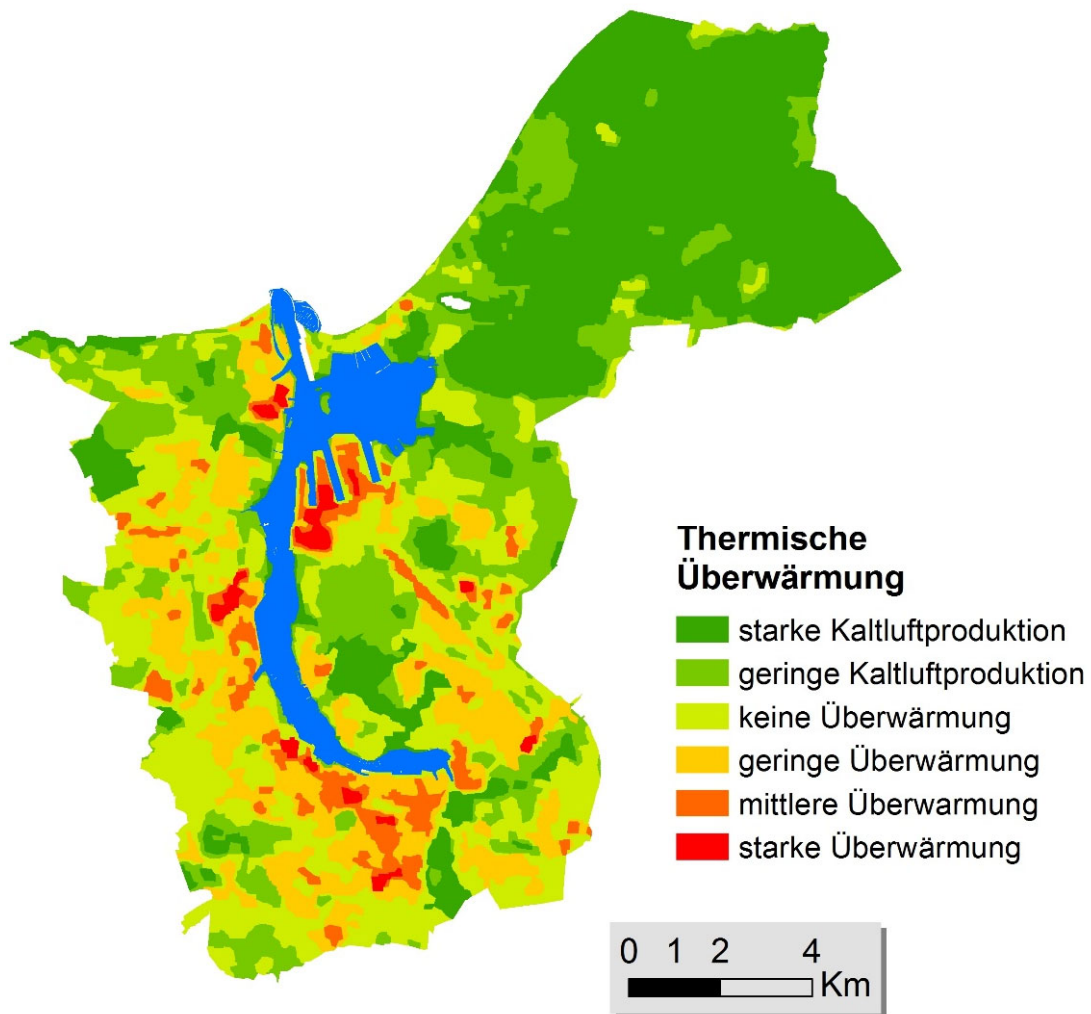 Thermische
Überwärmung
starke Kaltluftproduktion
geringe Kaltluftproduktion
keine Überwärmung
geringe Überwärmung
mittlere Überwarmung
starke Überwärmung
0 1 2 4
Km